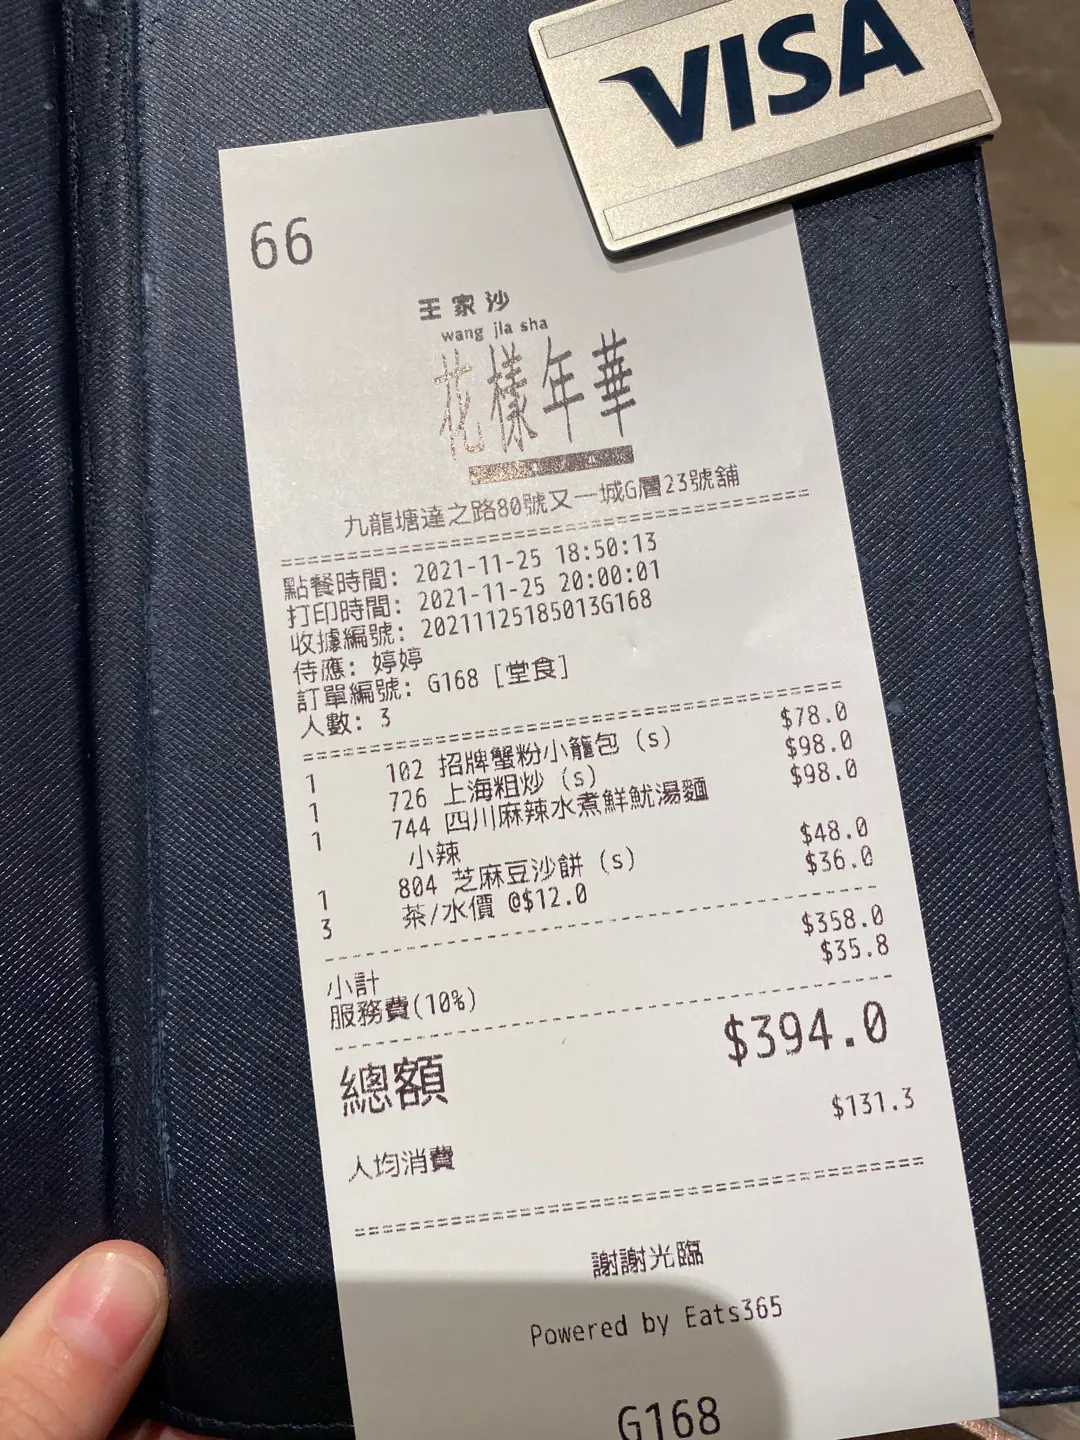 VISA
66
王家沙
wang jia sha
花樣年華
九龍塘達之路80號又一城G層23號舖
點餐時間: 2021-11-25 18:50:13
打印時間: 2021-11-25 20:00:01
收據編號: 20211125185013G168
侍應: 婷婷
訂單編號: G168 [堂食]
人數: 3
1 102 招牌蟹粉小籠包 (s) $78.0
1 726 上海粗炒 (s) $98.0
1 744 四川麻辣水煮鮮魷湯麵 $98.0
小辣
1 804 芝麻豆沙餅 (s) $48.0
3 茶/水價 @$12.0 $36.0
小計 $358.0
服務費(10%) $35.8
總額 $394.0
人均消費 $131.3
謝謝光臨
Powered by Eats365
G168